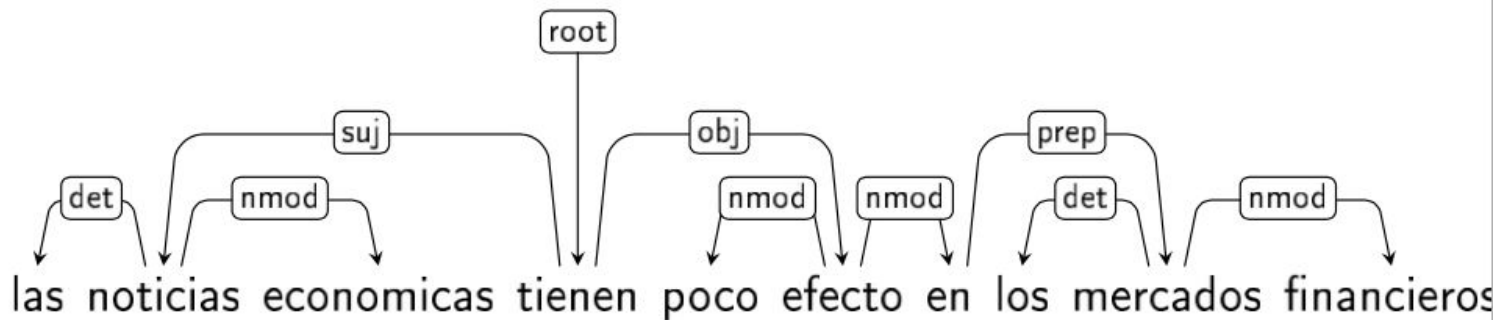 root
suj obj prep
det nmod nmod nmod det nmod
las noticias economicas tienen poco efecto en los mercados financieros